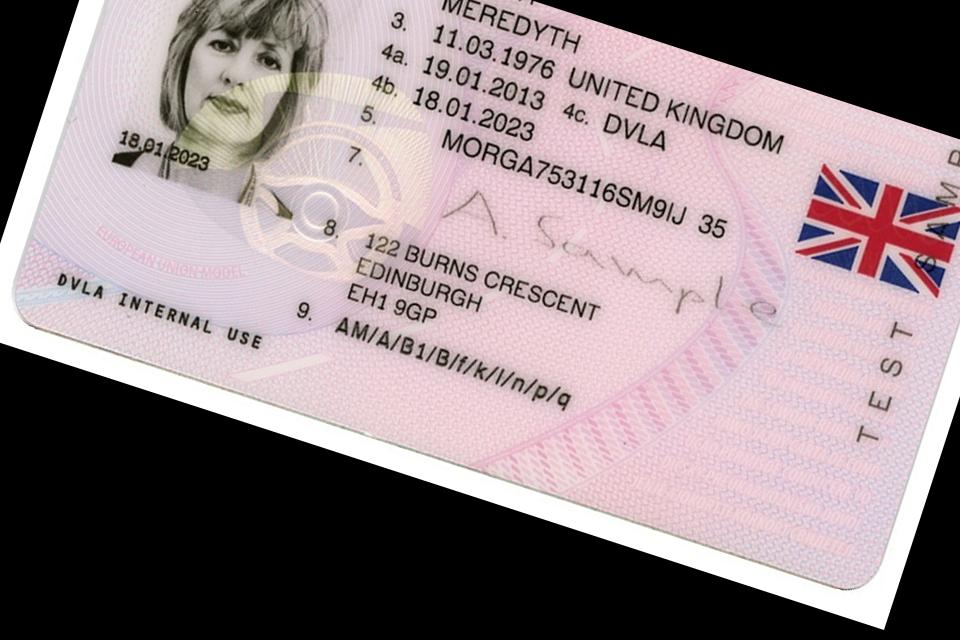 MEREDYTH
3. 11.03.1976 UNITED KINGDOM
4a. 19.01.2013 4c. DVLA
4b. 18.01.2023
5. MORGA753116SM9IJ 35
7. A. Sample
8. 122 BURNS CRESCENT
EDINBURGH
EH1 9GP
9. AM/A/B1/B/f/k/l/n/p/q
18.01.2023
EUROPEAN UNION MODEL
DVLA INTERNAL USE
TEST